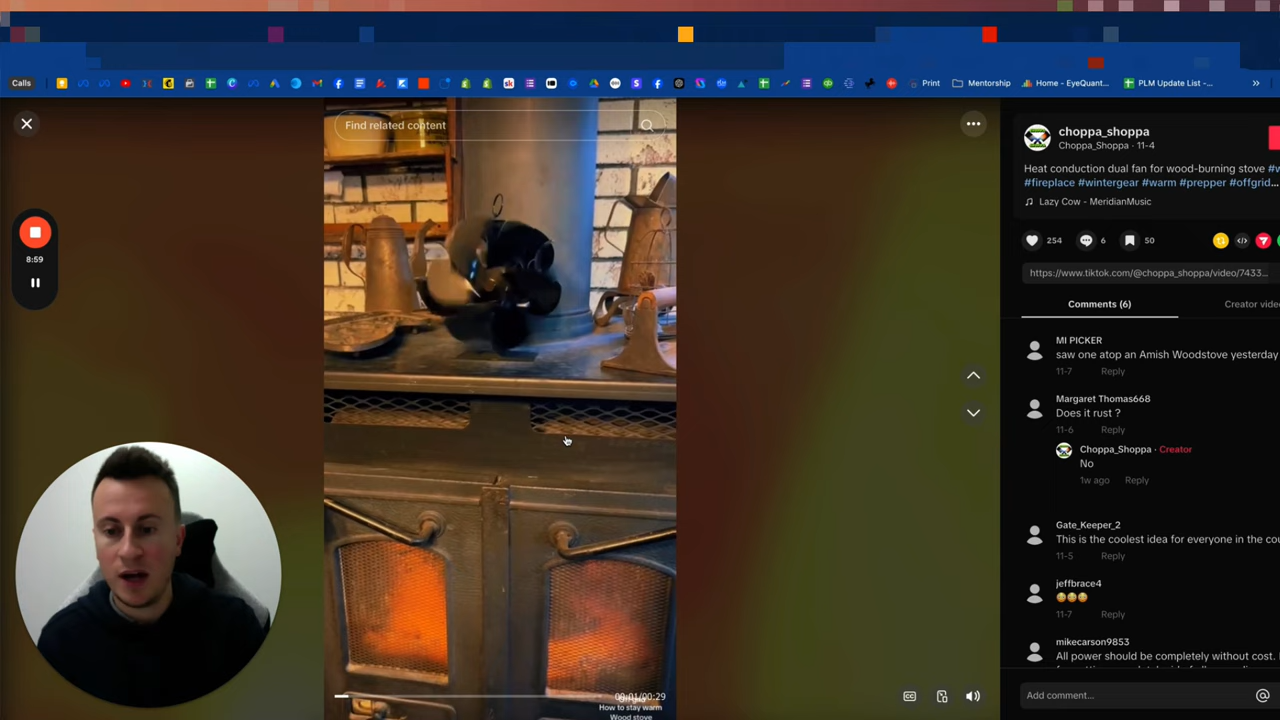 Calls
Print
Mentorship
Home - EyeQuant...
PLM Update List -...
»
Find related content
8:59
choppa_shoppa
Choppa_Shoppa · 11-4
Heat conduction dual fan for wood-burning stove #w
#fireplace #wintergear #warm #prepper #offgrid...
Lazy Cow - MeridianMusic
254
6
50
https://www.tiktok.com/@choppa_shoppa/video/7433...
Comments (6)
Creator vide
MI PICKER
saw one atop an Amish Woodstove yesterday
11-7 Reply
Margaret Thomas668
Does it rust ?
11-6 Reply
Choppa_Shoppa · Creator
No
1w ago Reply
Gate_Keeper_2
This is the coolest idea for everyone in the cou
11-5 Reply
jeffbrace4
11-7 Reply
mikecarson9853
All power should be completely without cost.
Add comment...
00:01/00:29
How to stay warm
Wood stove